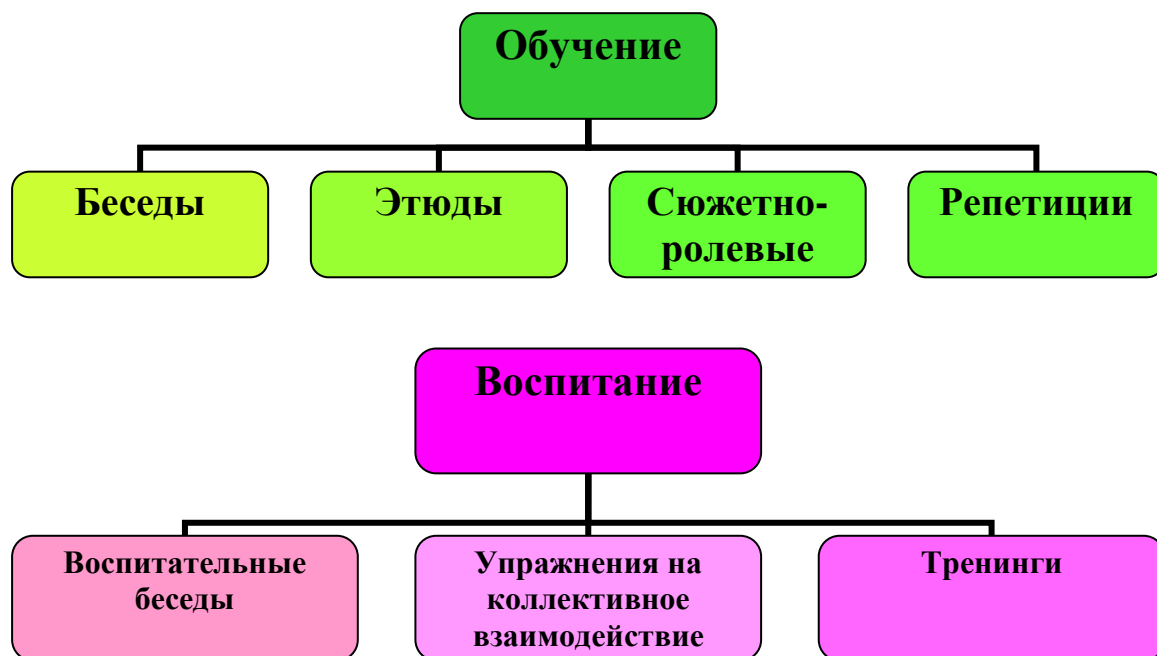 Обучение
Беседы
Этюды
Сюжетно-
ролевые
Репетиции
Воспитание
Воспитательные
беседы
Упражнения на
коллективное
взаимодействие
Тренинги